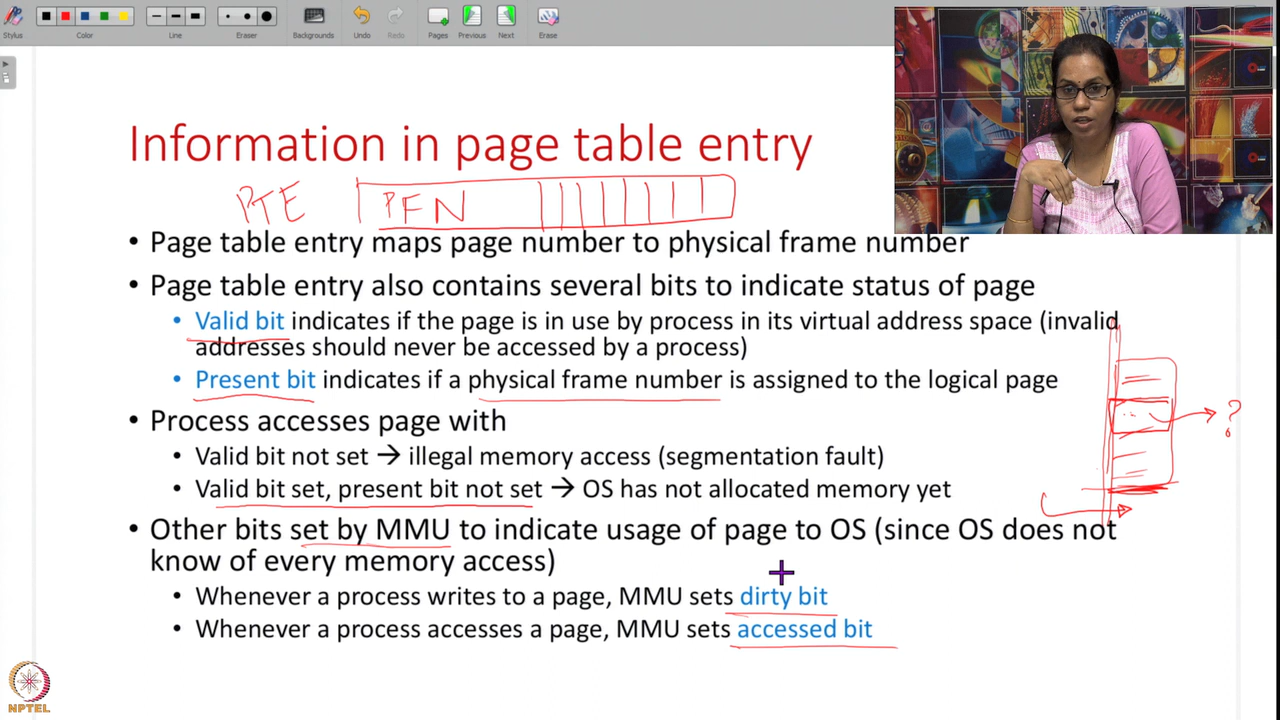 Stylus
Color
Line
Eraser
Backgrounds
Undo
Redo
Pages
Previous
Next
Erase
Information in page table entry
PTE PFN
• Page table entry maps page number to physical frame number
• Page table entry also contains several bits to indicate status of page
• Valid bit indicates if the page is in use by process in its virtual address space (invalid
addresses should never be accessed by a process)
• Present bit indicates if a physical frame number is assigned to the logical page
?
• Process accesses page with
• Valid bit not set → illegal memory access (segmentation fault)
• Valid bit set, present bit not set → OS has not allocated memory yet
• Other bits set by MMU to indicate usage of page to OS (since OS does not
know of every memory access)
• Whenever a process writes to a page, MMU sets dirty bit
• Whenever a process accesses a page, MMU sets accessed bit
NPTEL